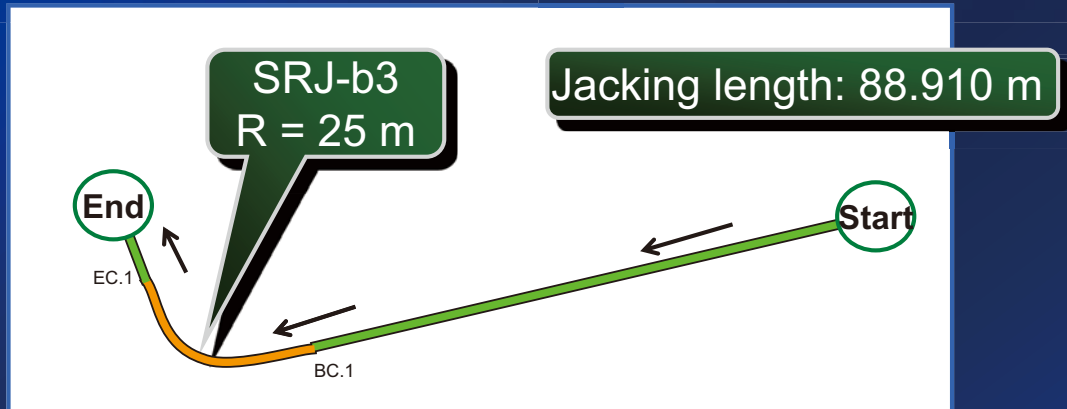 SRJ-b3
R = 25 m
Jacking length: 88.910 m
End
Start
EC.1
BC.1